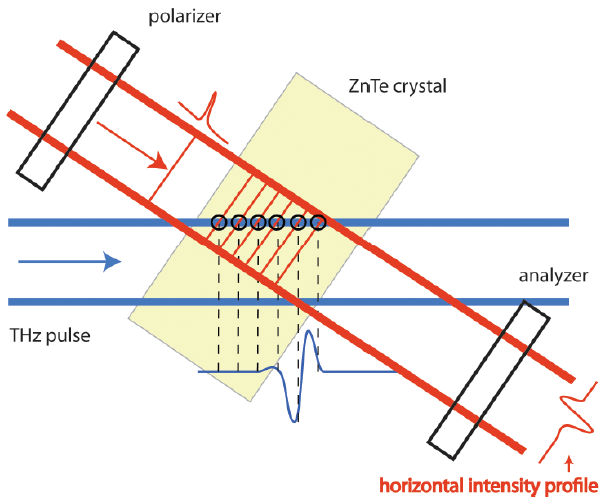 polarizer
ZnTe crystal
analyzer
THz pulse
horizontal intensity profile